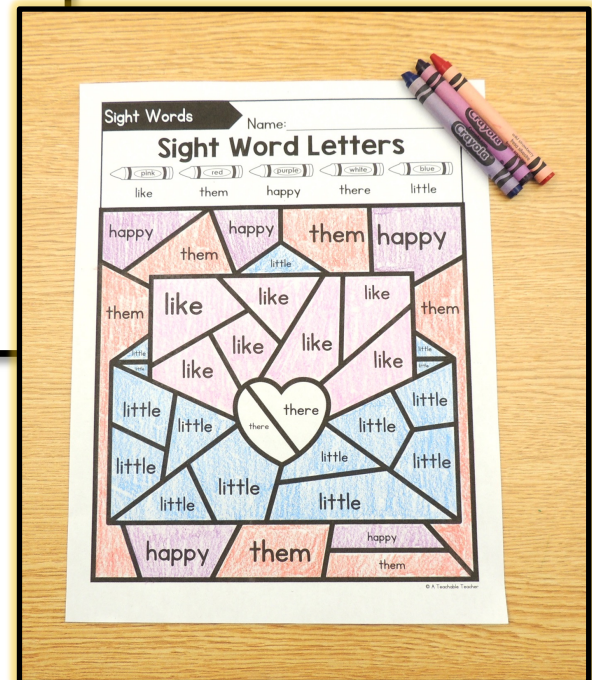 Sight Words
Name:
Sight Word Letters
pink red purple white blue
like them happy there little
happy happy them happy
them little
them like like like them
like like like like
little little
little little
little there there little
little little
little little little
little little little
happy them happy
them
© A Teachable Teacher
Crayola
Crayola